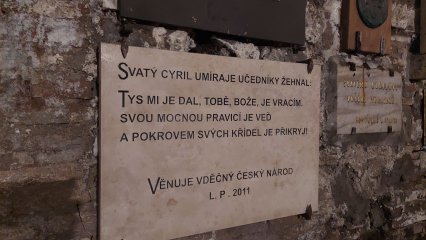 SVATÝ CYRIL UMÍRAJE UČEDNÍKY ŽEHNAL:
TYS MI JE DAL, TOBĚ, BOŽE, JE VRACÍM.
SVOU MOCNOU PRAVICÍ JE VEĎ
A POKROVEM SVÝCH KŘÍDEL JE PŘIKRYJ!
VĚNUJE VDĚČNÝ ČESKÝ NÁROD
L. P. 2011